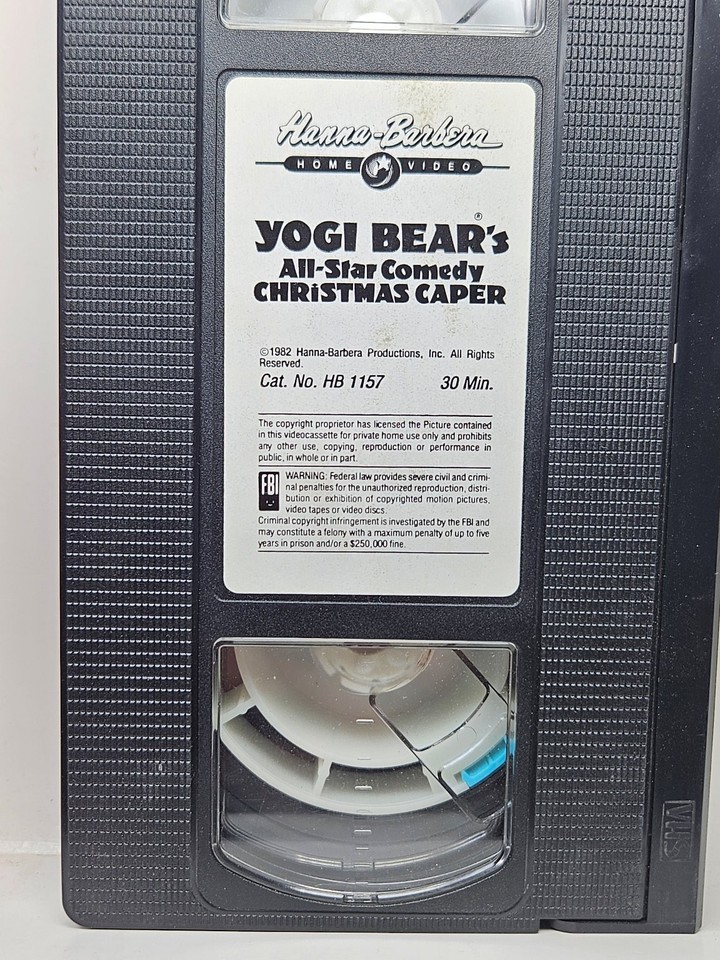 Hanna-Barbera
HOME VIDEO
®
YOGI BEAR's
All-Star Comedy
CHRiSTMAS CAPER
©1982 Hanna-Barbera Productions, Inc. All Rights
Reserved.
Cat. No. HB 1157 30 Min.
The copyright proprietor has licensed the Picture contained
in this videocassette for private home use only and prohibits
any other use, copying, reproduction or performance in
public, in whole or in part.
FBI
WARNING: Federal law provides severe civil and crimi-
nal penalties for the unauthorized reproduction, distri-
bution or exhibition of copyrighted motion pictures,
video tapes or video discs.
Criminal copyright infringement is investigated by the FBI and
may constitute a felony with a maximum penalty of up to five
years in prison and/or a $250,000 fine.
VHS